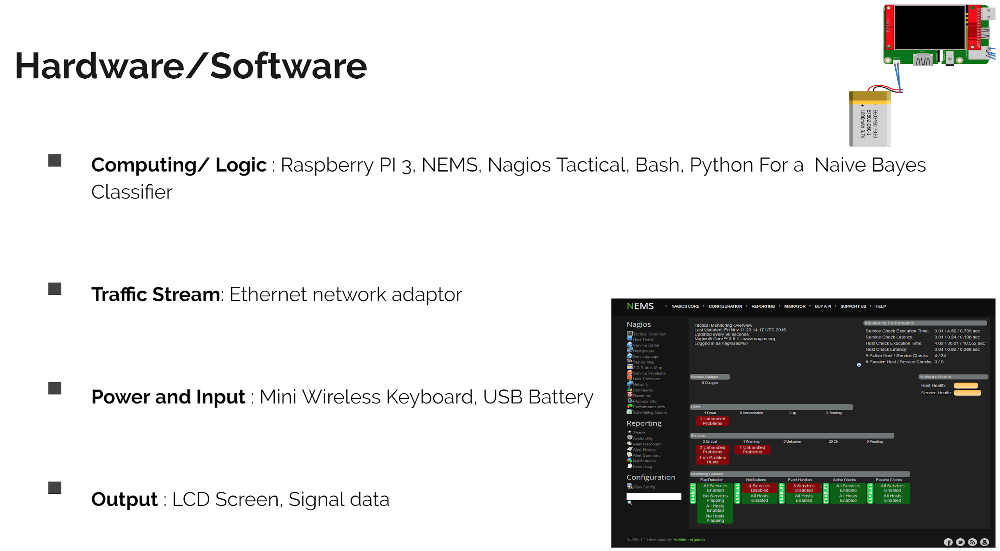 Hardware/Software
Power
HDMI
+ 1000mAh 3.7V
E7B02-D60-1
- E603450 7B20
Computing/ Logic : Raspberry PI 3, NEMS, Nagios Tactical, Bash, Python For a Naive Bayes
Classifier
Traffic Stream: Ethernet network adaptor
Power and Input : Mini Wireless Keyboard, USB Battery
Output : LCD Screen, Signal data
NEMS
NAGIOS CORE • CONFIGURATION • REPORTING • MIGRATOR • BUY A PI • SUPPORT US • HELP
Nagios
Tactical Overview
Host Detail
Service Detail
Hostgroups
Servicegroups
Status Map
3-D Status Map
Service Problems
Host Problems
Network
Comments
Downtime
Process Info
Performance Info
Scheduling Queue
Reporting
Trends
Availability
Alert Histogram
Alert History
Alert Summary
Notifications
Event Log
Configuration
View Config
Tactical Monitoring Overview
Last Updated: Fri Nov 11 23:14:17 UTC 2016
Updated every 90 seconds
Nagios® Core™ 3.5.1 - www.nagios.org
Logged in as nagiosadmin
Monitoring Performance
Service Check Execution Time: 0.01 / 4.56 / 0.739 sec
Service Check Latency: 0.01 / 0.24 / 0.138 sec
Host Check Execution Time: 4.02 / 30.01 / 10.552 sec
Host Check Latency: 0.04 / 0.82 / 0.288 sec
# Active Host / Service Checks: 4 / 24
# Passive Host / Service Checks: 0 / 0
Network Outages
0 Outages
Network Health
Host Health:
Service Health:
Hosts
1 Down 0 Unreachable 3 Up 0 Pending
1 Unhandled
Problems
Services
3 Critical 1 Warning 0 Unknown 20 Ok 0 Pending
2 Unhandled 1 Unhandled
Problems Problems
1 on Problem
Hosts
Monitoring Features
Flap Detection Notifications Event Handlers Active Checks Passive Checks
ENABLED ENABLED ENABLED ENABLED ENABLED
All Services 4 Services 3 Services All Services All Services
Enabled Disabled Disabled Enabled Enabled
No Services All Hosts All Hosts All Hosts All Hosts
Flapping Enabled Enabled Enabled Enabled
All Hosts
Enabled
No Hosts
Flapping
NEMS 1.1 Developed by Robbie Ferguson
You Tube